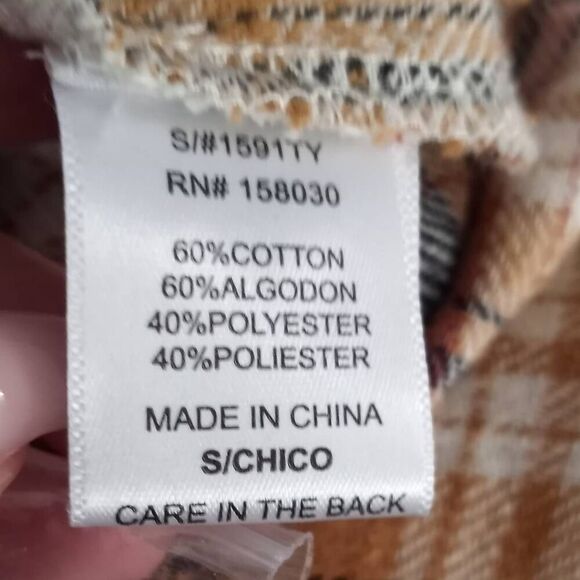 S/#1591TY
RN# 158030
60%COTTON
60%ALGODON
40%POLYESTER
40%POLIESTER
MADE IN CHINA
S/CHICO
CARE IN THE BACK